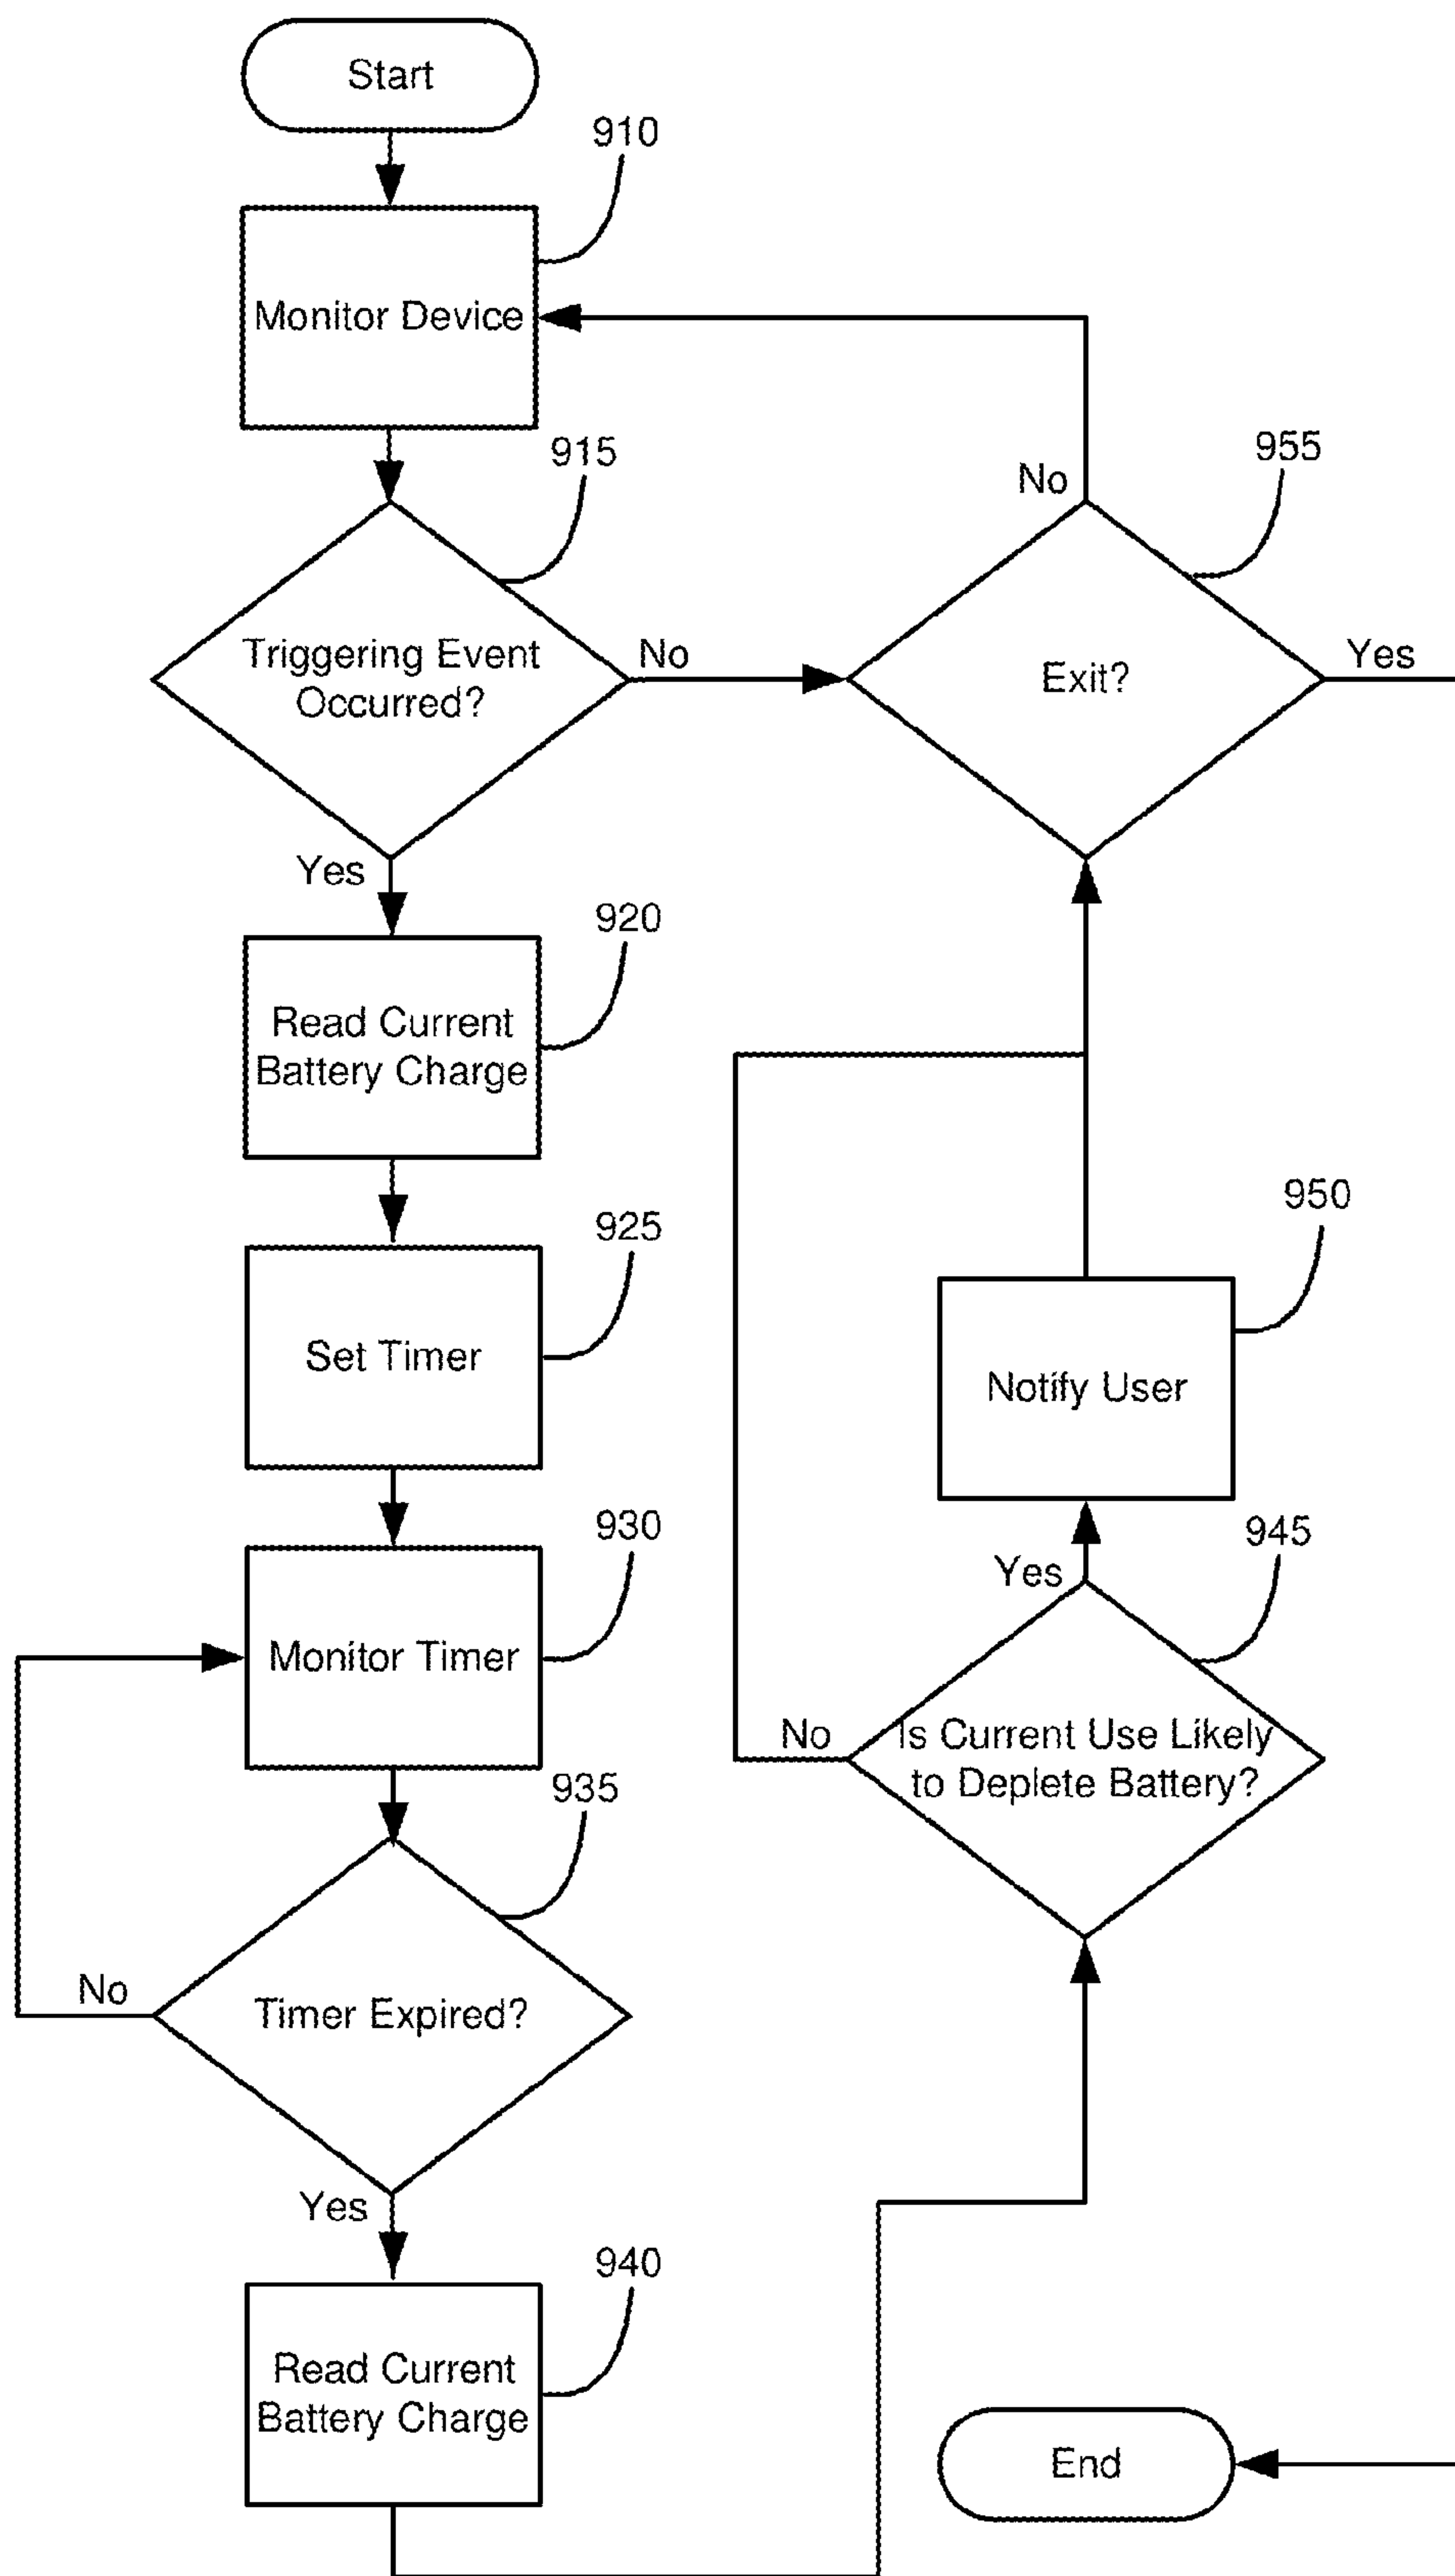 Start
910
Monitor Device
915
Triggering Event
Occurred?
No
Yes
920
Read Current
Battery Charge
925
Set Timer
930
Monitor Timer
935
Timer Expired?
No
Yes
940
Read Current
Battery Charge
945
Is Current Use Likely
to Deplete Battery?
No
Yes
950
Notify User
955
Exit?
No
Yes
End